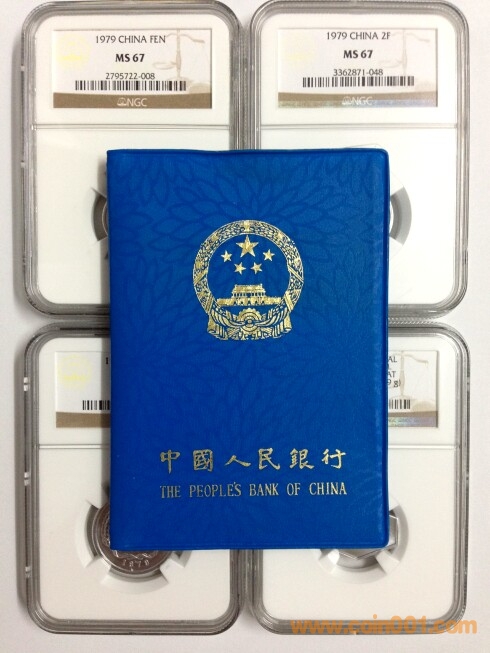 1979 CHINA FEN
MS 67
2795722-008
NGC
1979 CHINA 2F
MS 67
3362871-048
NGC
中國人民銀行
THE PEOPLE'S BANK OF CHINA
1979
www.coin001.com